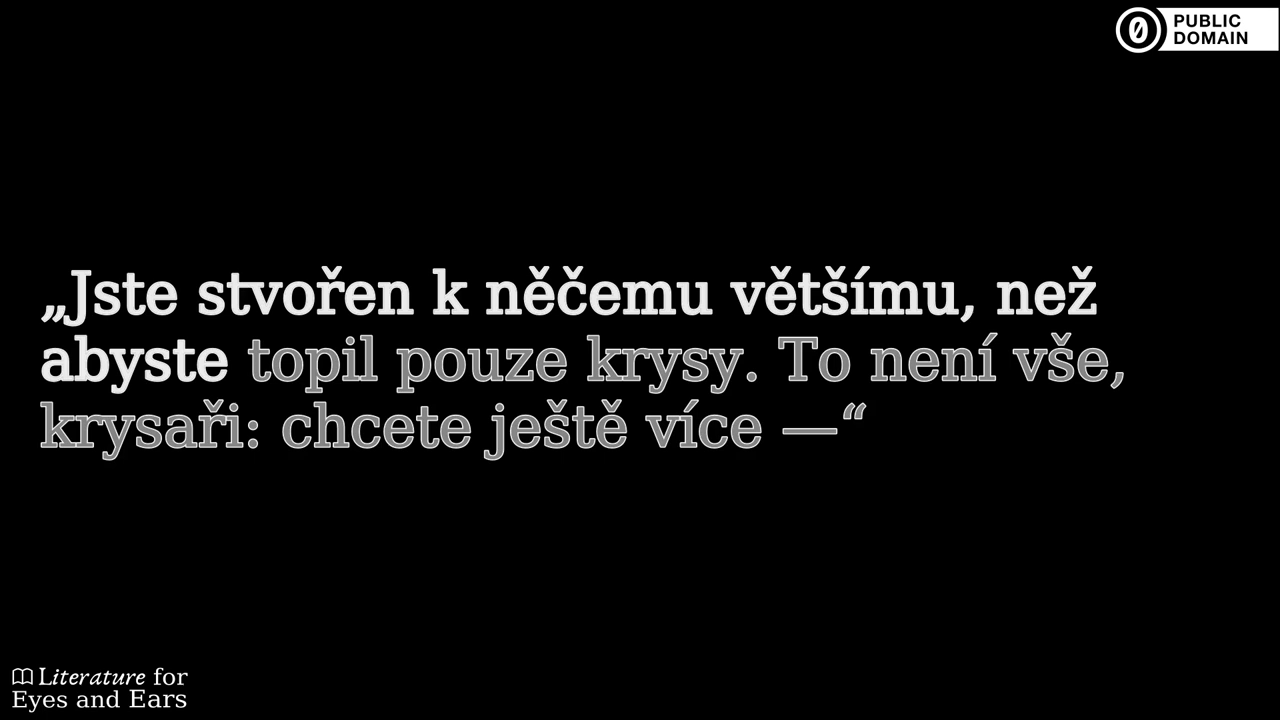 PUBLIC
DOMAIN
„Jste stvořen k něčemu většímu, než
abyste topil pouze krysy. To není vše,
krysaři: chcete ještě více —“
Literature for
Eyes and Ears